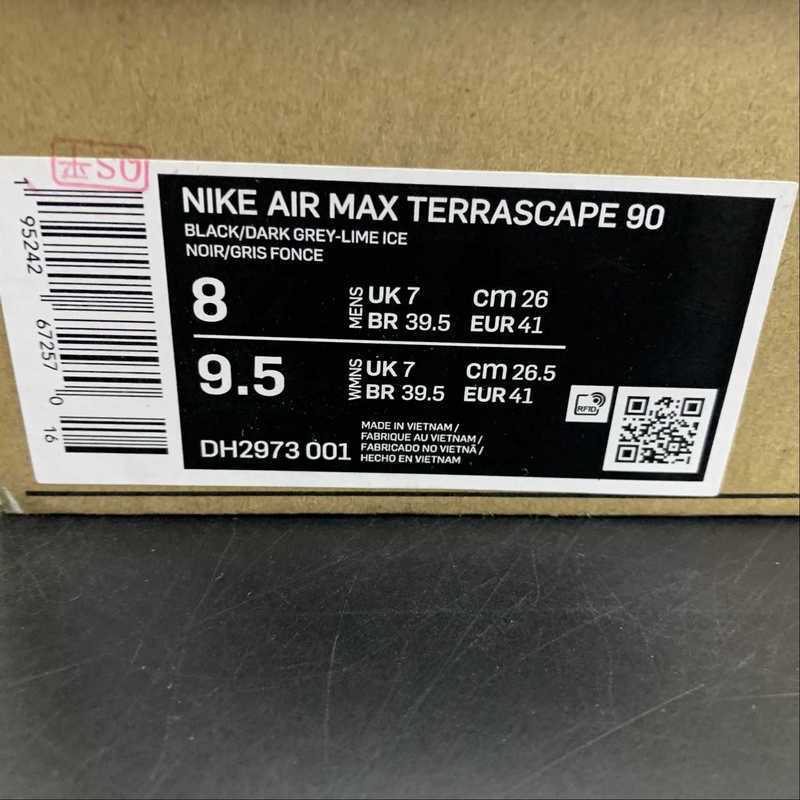 本SG
NIKE AIR MAX TERRASCAPE 90
BLACK/DARK GREY-LIME ICE
NOIR/GRIS FONCE
8 MENS UK 7 cm 26
BR 39.5 EUR 41
9.5 WMNS UK 7 cm 26.5
BR 39.5 EUR 41
RFID
DH2973 001
MADE IN VIETNAM /
FABRIQUE AU VIETNAM /
FABRICADO NO VIETNÃ /
HECHO EN VIETNAM
1 95242 67257 0 16